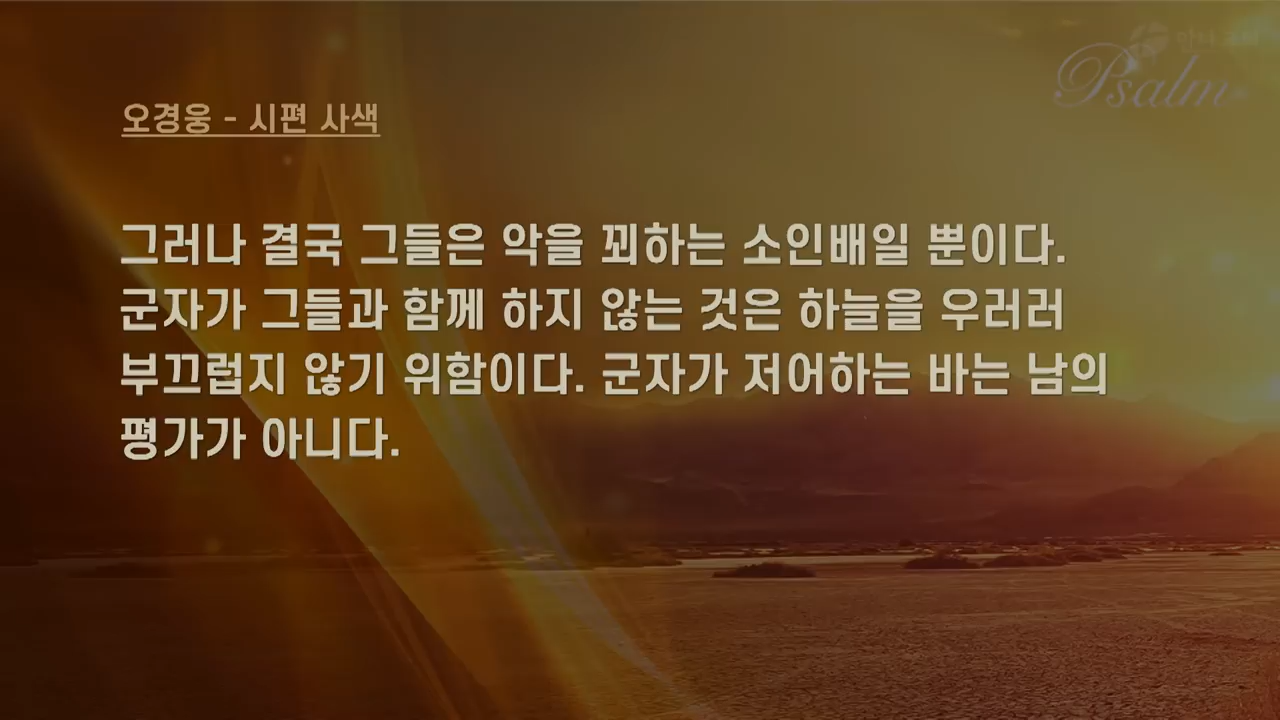 Psalm
오경웅 - 시편 사색
그러나 결국 그들은 악을 꾀하는 소인배일 뿐이다.
군자가 그들과 함께 하지 않는 것은 하늘을 우러러
부끄럽지 않기 위함이다. 군자가 저어하는 바는 남의
평가가 아니다.